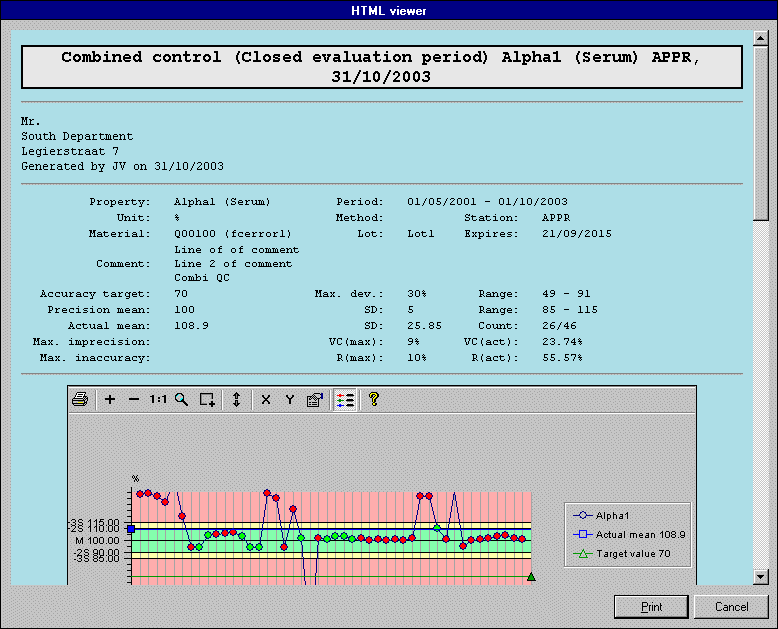 HTML viewer
Combined control (Closed evaluation period) Alpha1 (Serum) APPR,
31/10/2003
Mr.
South Department
Legierstraat 7
Generated by JV on 31/10/2003
Property: Alpha1 (Serum) Period: 01/05/2001 - 01/10/2003
Unit: % Method: Station: APPR
Material: Q00100 (fcerror1) Lot: Lot1 Expires: 21/09/2015
Line of of comment
Comment: Line 2 of comment
Combi QC
Accuracy target: 70 Max. dev.: 30% Range: 49 - 91
Precision mean: 100 SD: 5 Range: 85 - 115
Actual mean: 108.9 SD: 25.85 Count: 26/46
Max. imprecision: VC(max): 9% VC(act): 23.74%
Max. inaccuracy: R(max): 10% R(act): 55.57%
+ − 1:1 X Y ?
%
-3S 115.00
-2S 110.00
M 100.00
-2S 90.00
-3S 85.00
Alpha1
Actual mean 108.9
Target value 70
Print Cancel